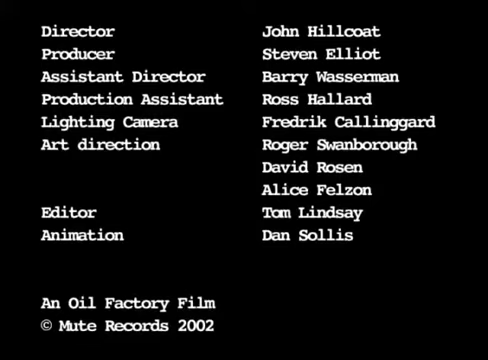 Director John Hillcoat
Producer Steven Elliot
Assistant Director Barry Wasserman
Production Assistant Ross Hallard
Lighting Camera Fredrik Callinggard
Art direction Roger Swanborough
David Rosen
Alice Felzon
Editor Tom Lindsay
Animation Dan Sollis
An Oil Factory Film
© Mute Records 2002